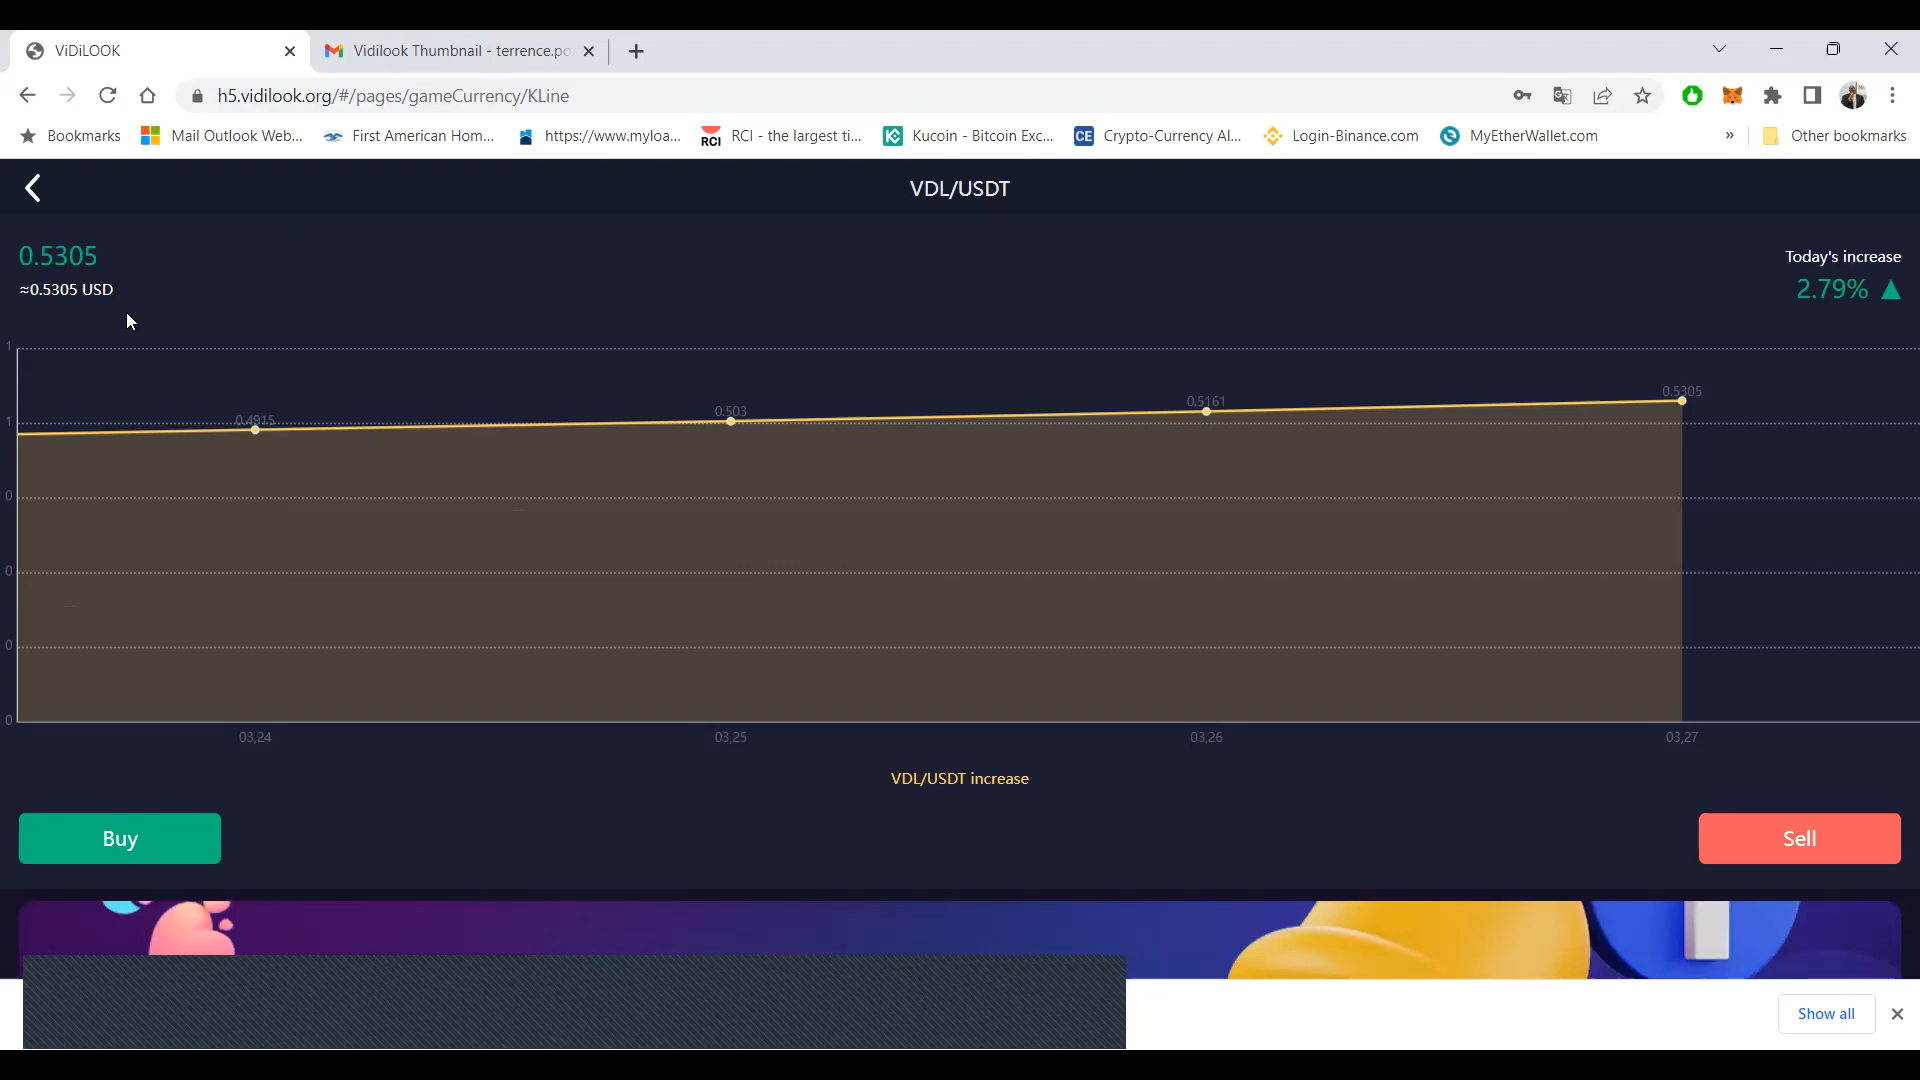 ViDiLOOK
Vidilook Thumbnail - terrence.po
h5.vidilook.org/#/pages/gameCurrency/KLine
Bookmarks
Mail Outlook Web...
First American Hom...
https://www.myloa...
RCI
RCI - the largest ti...
Kucoin - Bitcoin Exc...
CE
Crypto-Currency AI...
Login-Binance.com
MyEtherWallet.com
»
Other bookmarks
VDL/USDT
0.5305
≈0.5305 USD
Today's increase
2.79%
1
1
0
0
0
0
0.4915
0.503
0.5161
0.5305
03,24
03,25
03,26
03,27
VDL/USDT increase
Buy
Sell
Show all